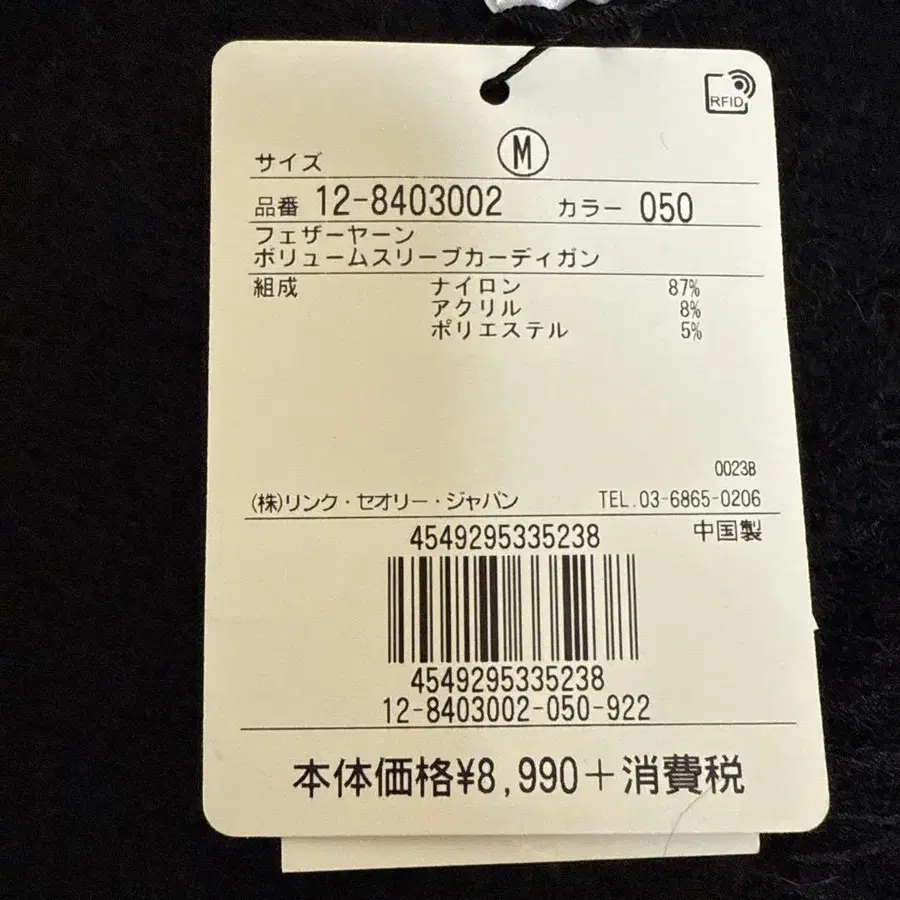 RFID
サイズ M
品番 12-8403002 カラー 050
フェザーヤーン
ボリュームスリーブカーディガン
組成 ナイロン 87%
アクリル 8%
ポリエステル 5%
0023B
(株)リンク・セオリー・ジャパン TEL.03-6865-0206
4549295335238 中国製
4549295335238
12-8403002-050-922
本体価格¥8,990+消費税